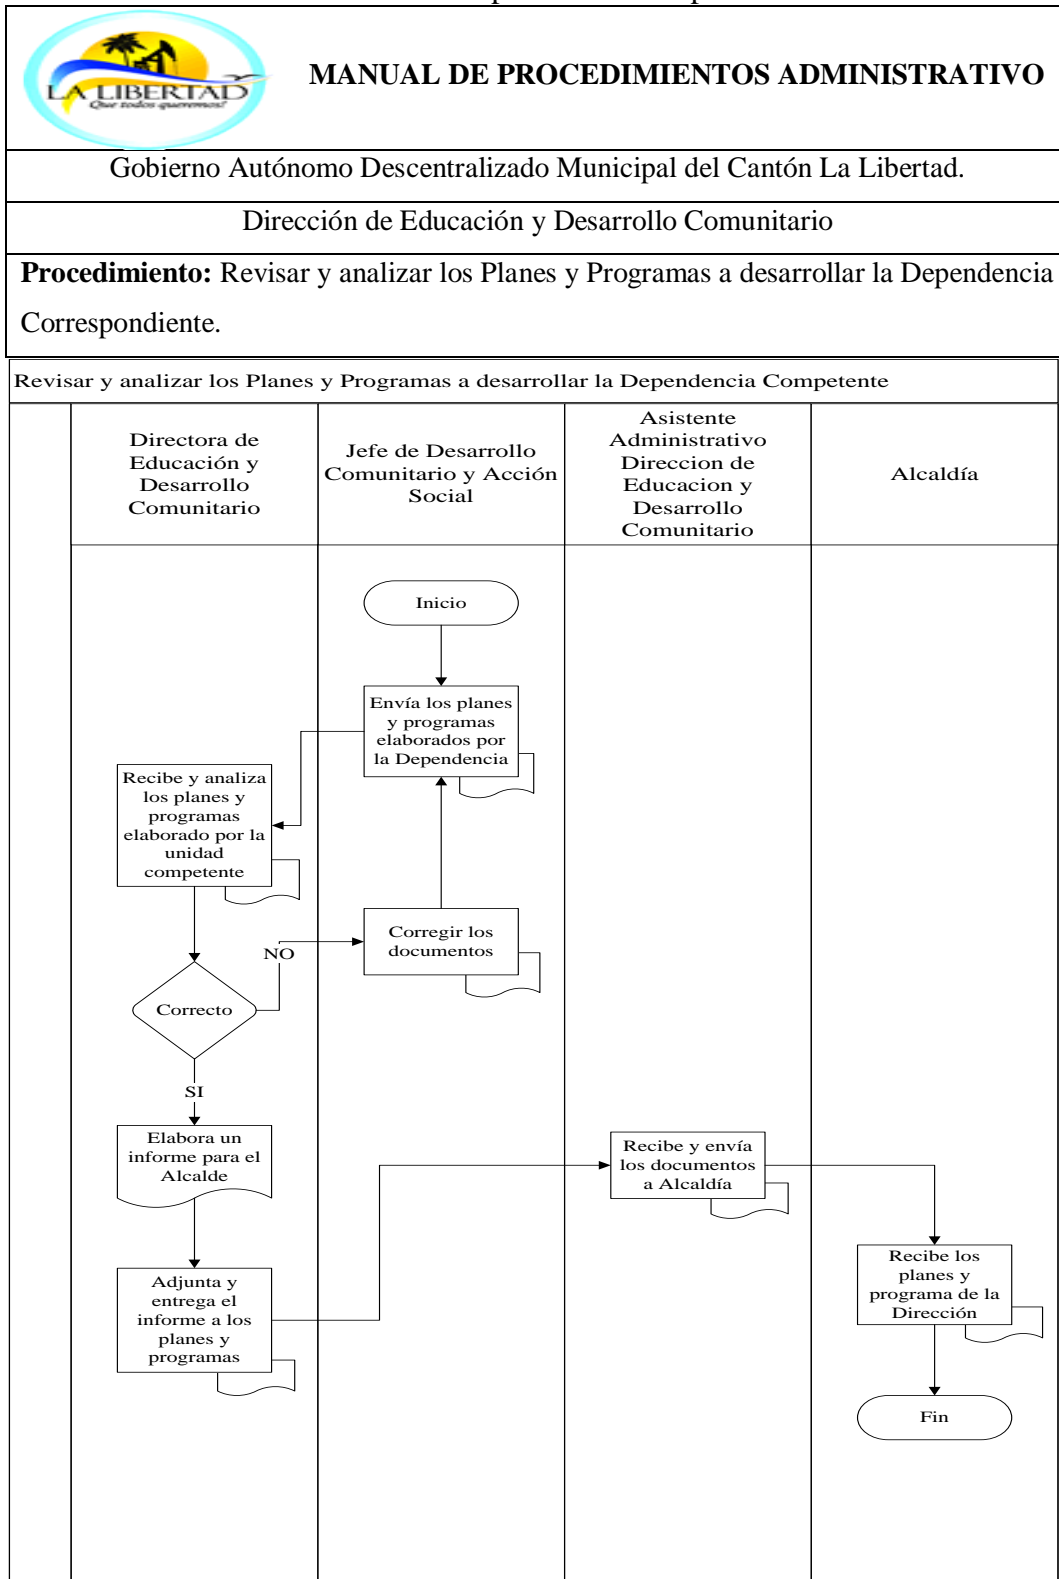 LA LIBERTAD
Que todos queremos!
MANUAL DE PROCEDIMIENTOS ADMINISTRATIVO
Gobierno Autónomo Descentralizado Municipal del Cantón La Libertad.
Dirección de Educación y Desarrollo Comunitario
Procedimiento: Revisar y analizar los Planes y Programas a desarrollar la Dependencia
Correspondiente.
Revisar y analizar los Planes y Programas a desarrollar la Dependencia Competente
Directora de
Educación y
Desarrollo
Comunitario
Jefe de Desarrollo
Comunitario y Acción
Social
Asistente
Administrativo
Direccion de
Educacion y
Desarrollo
Comunitario
Alcaldía
Inicio
Envía los planes
y programas
elaborados por
la Dependencia
Recibe y analiza
los planes y
programas
elaborado por la
unidad
competente
Corregir los
documentos
NO
Correcto
SI
Elabora un
informe para el
Alcalde
Recibe y envía
los documentos
a Alcaldía
Adjunta y
entrega el
informe a los
planes y
programas
Recibe los
planes y
programa de la
Dirección
Fin